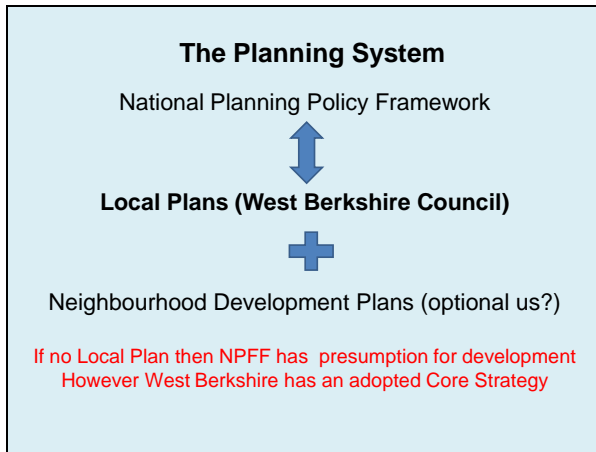 The Planning System
National Planning Policy Framework
Local Plans (West Berkshire Council)
Neighbourhood Development Plans (optional us?)
If no Local Plan then NPFF has  presumption for development
However West Berkshire has an adopted Core Strategy